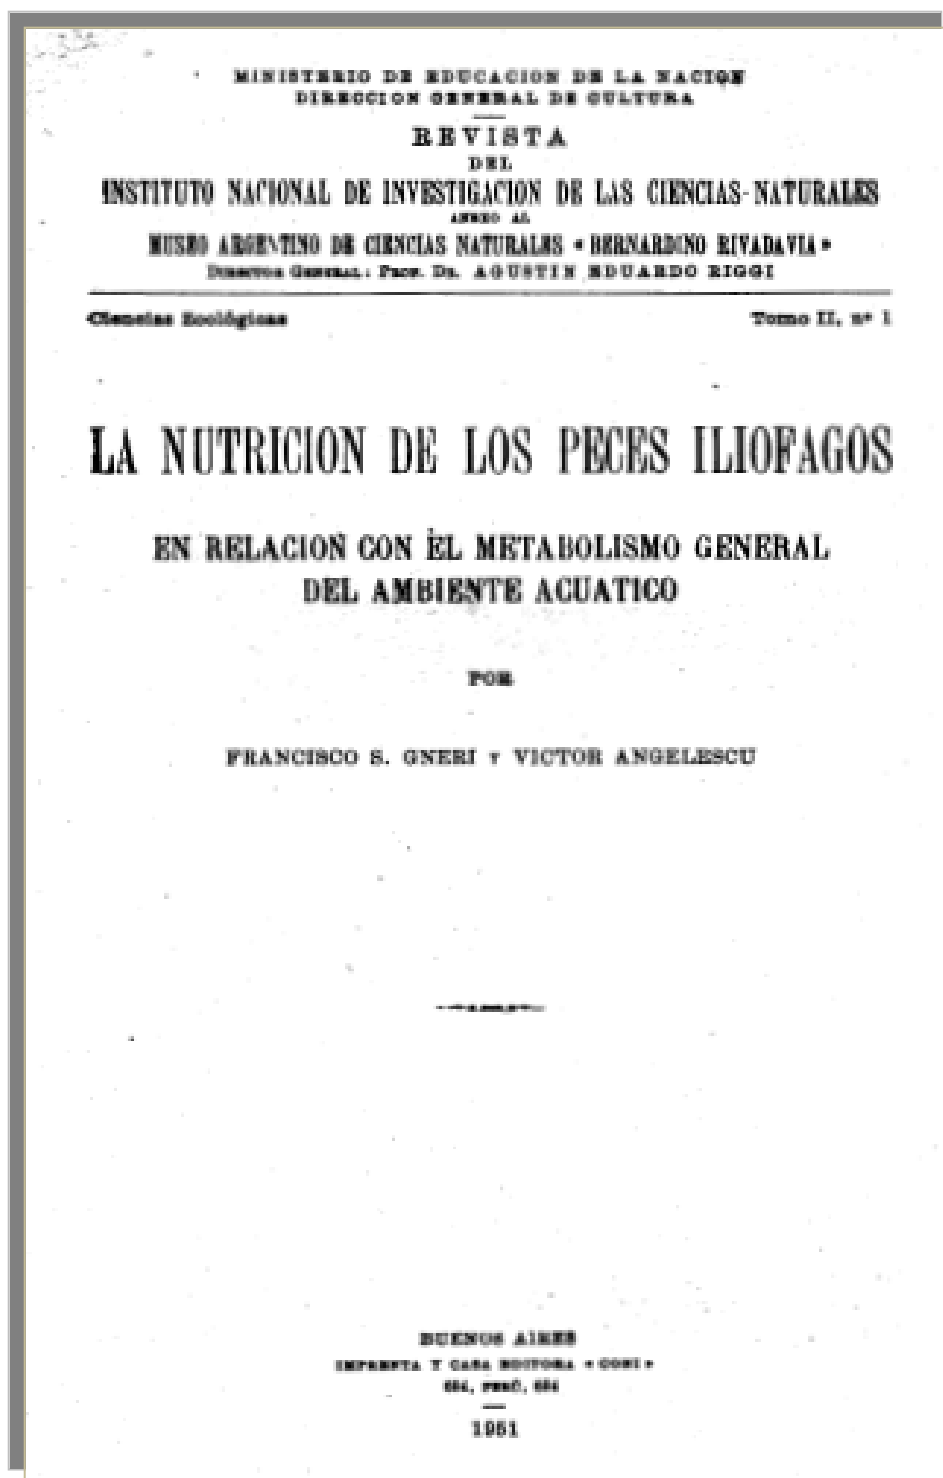 MINISTERIO DE EDUCACION DE LA NACION
DIRECCION GENERAL DE CULTURA
REVISTA
DEL
INSTITUTO NACIONAL DE INVESTIGACION DE LAS CIENCIAS NATURALES
ANEXO AL
MUSEO ARGENTINO DE CIENCIAS NATURALES « BERNARDINO RIVADAVIA »
DIRECTOR GENERAL: PROF. DR. AGUSTIN EDUARDO RIGGI
Ciencias Zoológicas
Tomo II, nº 1
LA NUTRICION DE LOS PECES ILIOFAGOS
EN RELACION CON EL METABOLISMO GENERAL
DEL AMBIENTE ACUATICO
POR
FRANCISCO S. GNERI Y VICTOR ANGELESCU
BUENOS AIRES
IMPRENTA Y CASA EDITORA « CONI »
684, PERÚ, 684
1951